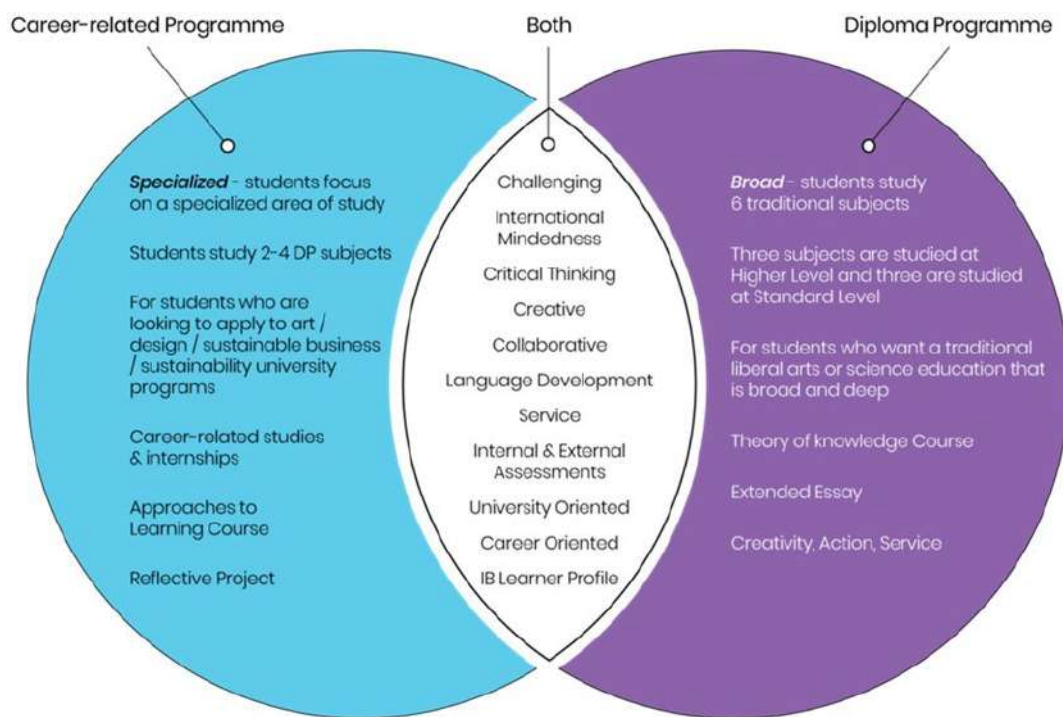 Career-related Programme
Both
Diploma Programme
Specialized - students focus
on a specialized area of study
Students study 2-4 DP subjects
For students who are
looking to apply to art /
design / sustainable business
/ sustainability university
programs
Career-related studies
& internships
Approaches to
Learning Course
Reflective Project
Challenging
International
Mindedness
Critical Thinking
Creative
Collaborative
Language Development
Service
Internal & External
Assessments
University Oriented
Career Oriented
IB Learner Profile
Broad - students study
6 traditional subjects
Three subjects are studied at
Higher Level and three are studied
at Standard Level
For students who want a traditional
liberal arts or science education that
is broad and deep
Theory of knowledge Course
Extended Essay
Creativity, Action, Service